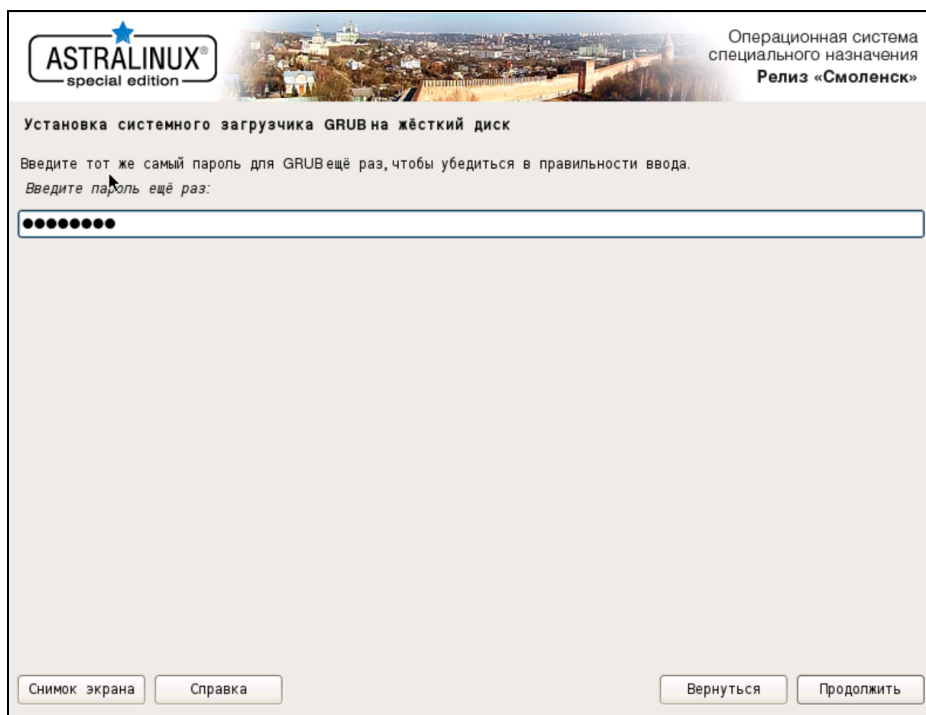 ASTRALINUX®
special edition
Операционная система
специального назначения
Релиз «Смоленск»
Установка системного загрузчика GRUB на жёсткий диск
Введите тот же самый пароль для GRUB ещё раз, чтобы убедиться в правильности ввода.
Введите пароль ещё раз:
●●●●●●●●
Снимок экрана
Справка
Вернуться
Продолжить